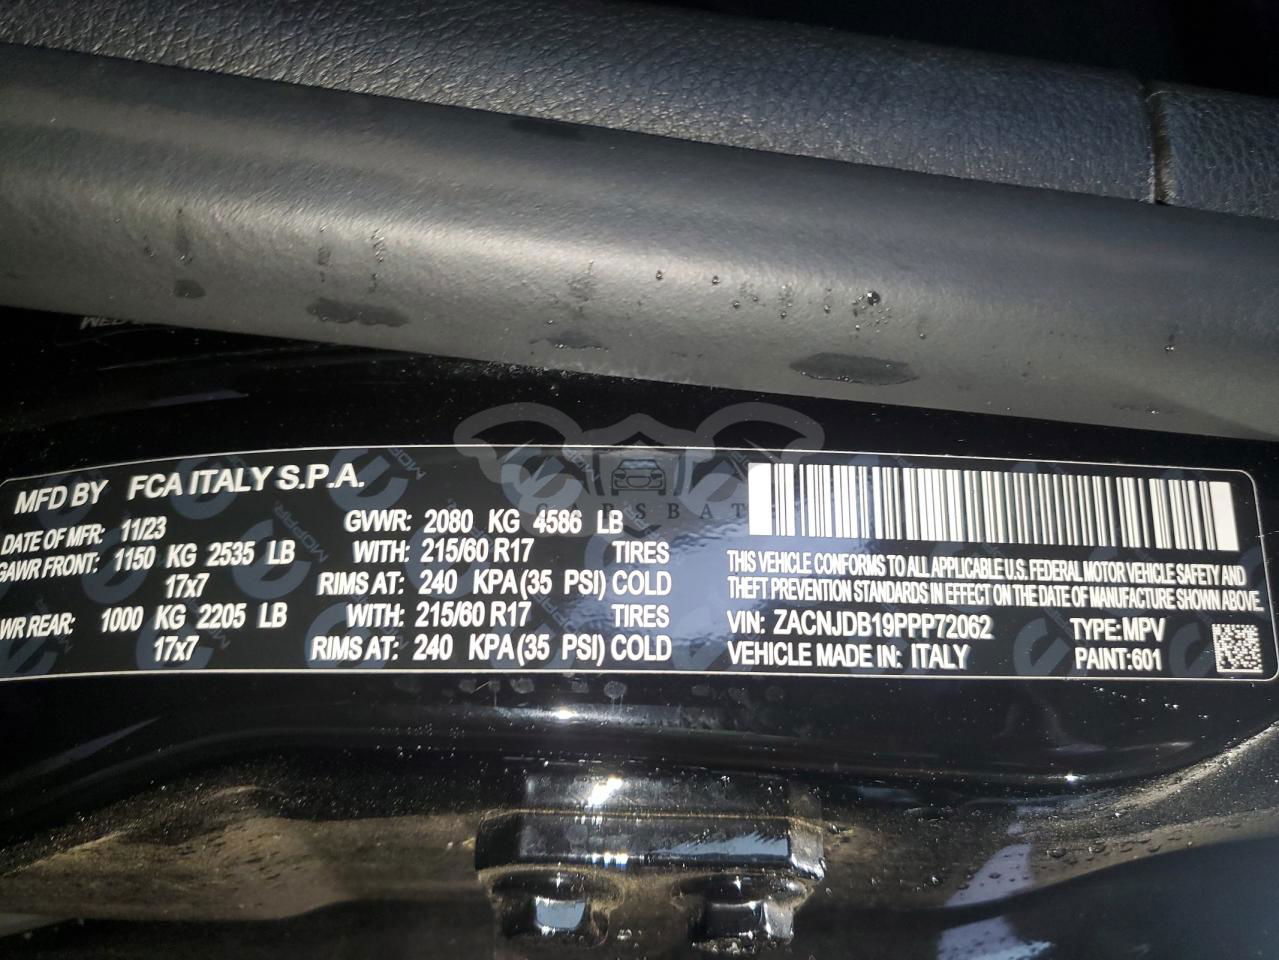 MFD BY FCA ITALY S.P.A.
DATE OF MFR: 11/23 GVWR: 2080 KG 4586 LB
GAWR FRONT: 1150 KG 2535 LB WITH: 215/60 R17 TIRES
17x7 RIMS AT: 240 KPA (35 PSI) COLD
WR REAR: 1000 KG 2205 LB WITH: 215/60 R17 TIRES
17x7 RIMS AT: 240 KPA (35 PSI) COLD
THIS VEHICLE CONFORMS TO ALL APPLICABLE U.S. FEDERAL MOTOR VEHICLE SAFETY AND
THEFT PREVENTION STANDARDS IN EFFECT ON THE DATE OF MANUFACTURE SHOWN ABOVE.
VIN: ZACNJDB19PPP72062 TYPE: MPV
VEHICLE MADE IN: ITALY PAINT: 601
MOPAR
CARSBAT